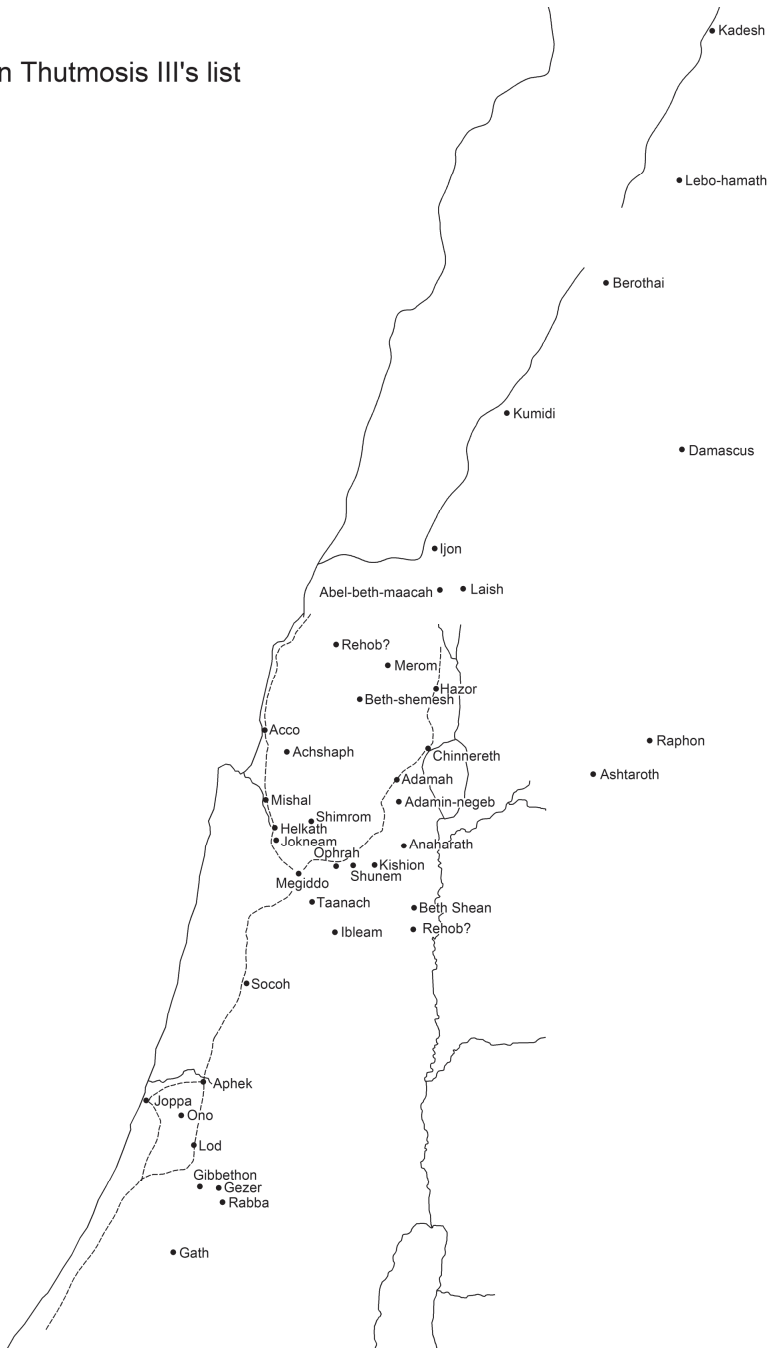 Kadesh
n Thutmosis III's list
Lebo-hamath
Berothai
Kumidi
Damascus
Ijon
Abel-beth-maacah
Laish
Rehob?
Merom
Hazor
Beth-shemesh
Acco
Raphon
Achshaph
Chinnereth
Ashtaroth
Adamah
Mishal
Adamin-negeb
Shimrom
Helkath
Jokneam
Anaharath
Ophrah
Kishion
Shunem
Megiddo
Taanach
Beth Shean
Rehob?
Ibleam
Socoh
Aphek
Joppa
Ono
Lod
Gibbethon
Gezer
Rabba
Gath